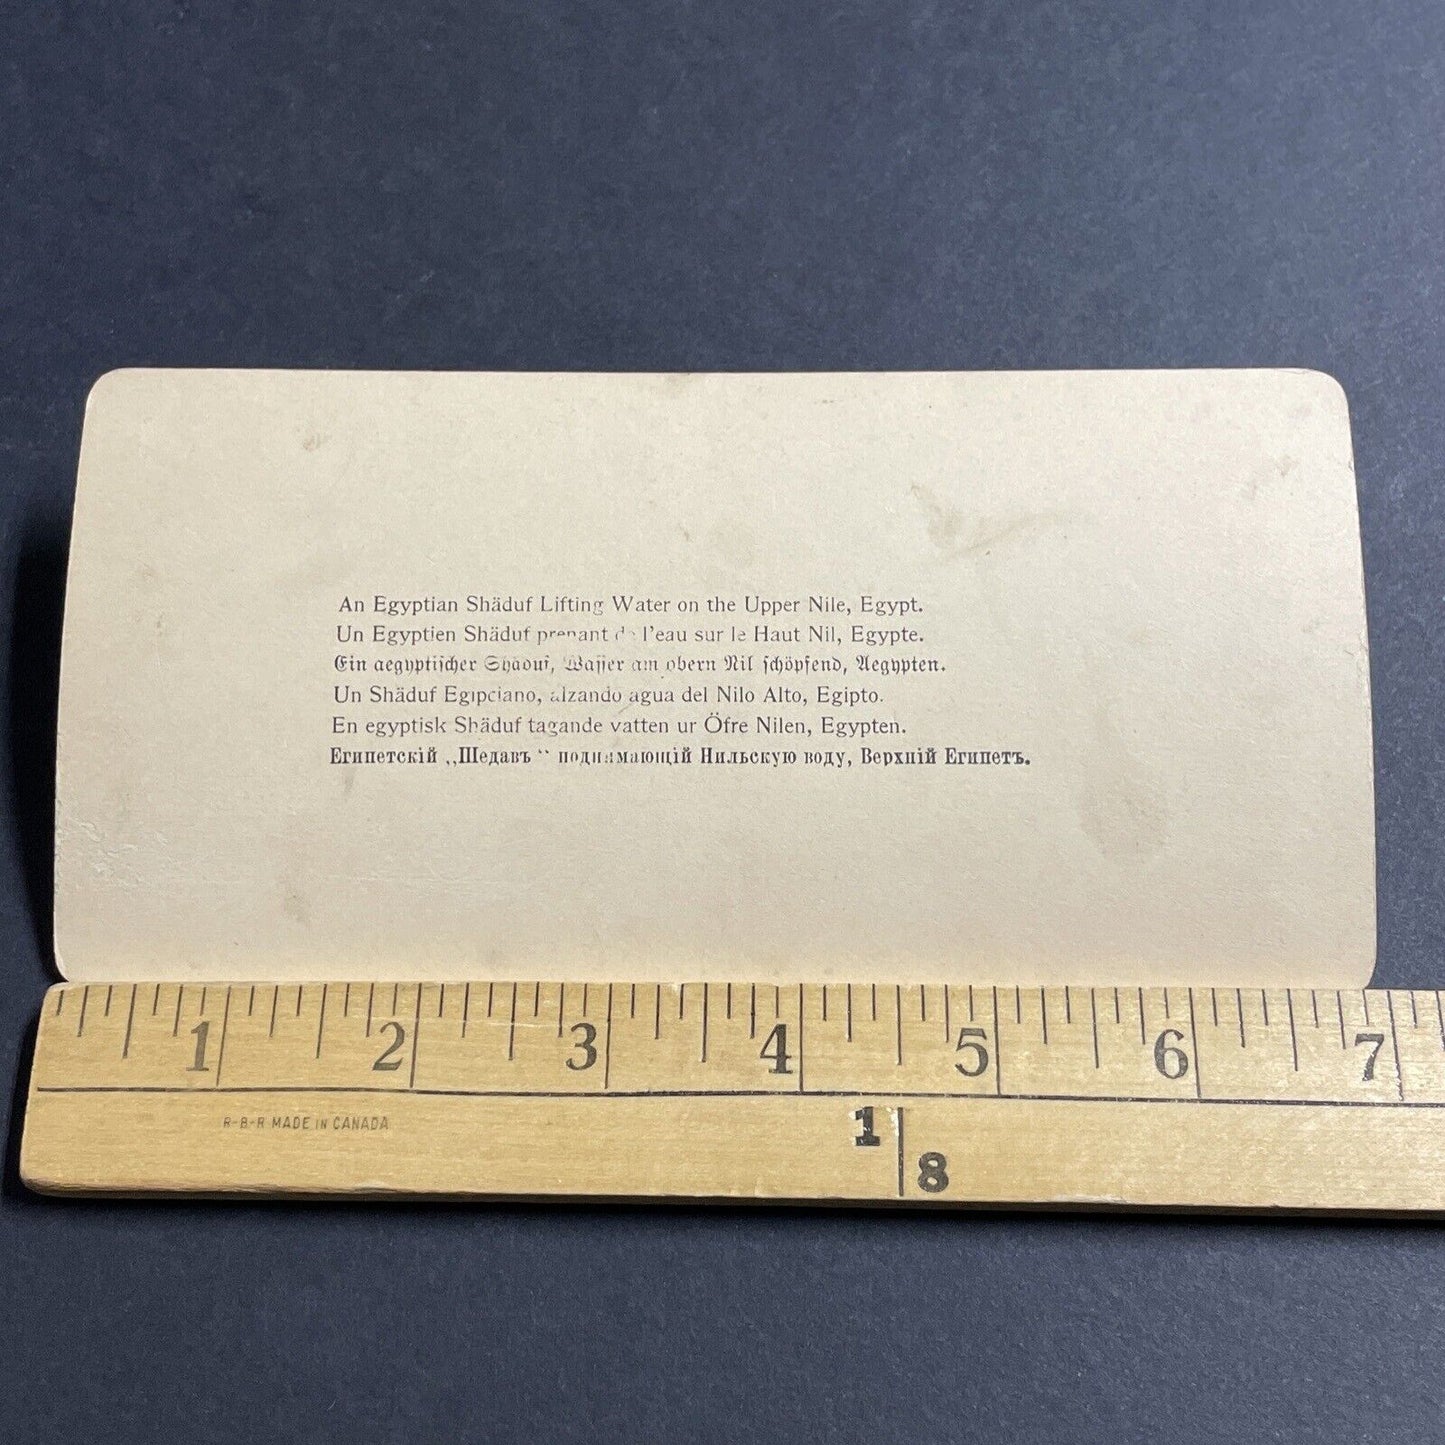 An Egyptian Shäduf Lifting Water on the Upper Nile, Egypt.
Un Egyptien Shäduf prenant de l'eau sur le Haut Nil, Egypte.
Ein aegyptischer Shaouf, Wasser am obern Nil schöpfend, Aegypten.
Un Shäduf Egipciano, alzando agua del Nilo Alto, Egipto.
En egyptisk Shäduf tagande vatten ur Öfre Nilen, Egypten.
Египетскій „Шедавъ“ поднимающій Нильскую воду, Верхній Египетъ.
1 2 3 4 5 6 7
R-B-R MADE IN CANADA
1 8